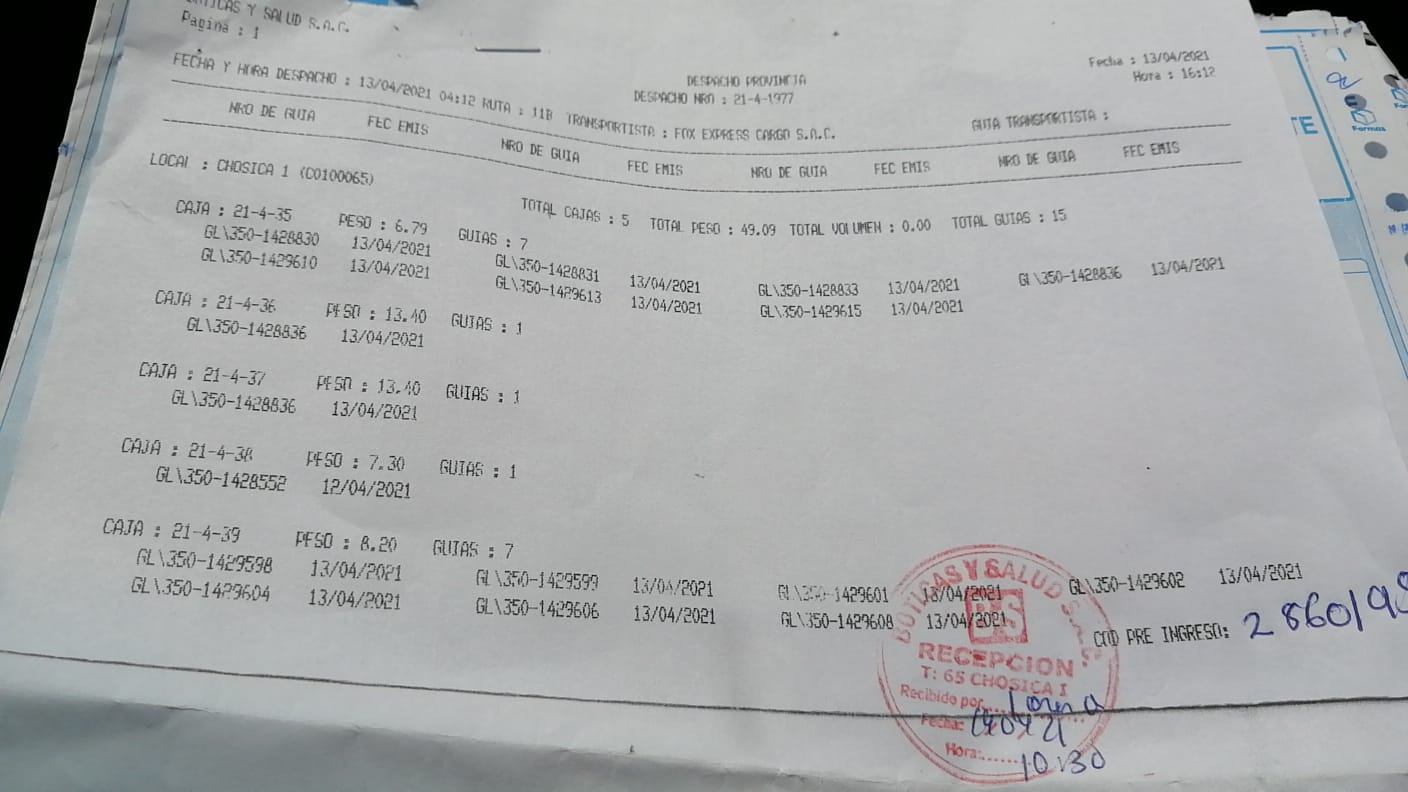 TICAS Y SALUD S.A.C.
Pagina : 1
Fecha : 13/04/2021
Hora : 16:12
DESPACHO PROVINCIA
DESPACHO NRO : 21-4-1977
FECHA Y HORA DESPACHO : 13/04/2021 04:12 RUTA : 11B TRANSPORTISTA : FOX EXPRESS CARGO S.A.C. GUIA TRANSPORTISTA :
NRO DE GUIA FEC EMIS NRO DE GUIA FEC EMIS NRO DE GUIA FEC EMIS NRO DE GUIA FEC EMIS
LOCAL : CHOSICA 1 (C0100065) TOTAL CAJAS : 5 TOTAL PESO : 49.09 TOTAL VOLUMEN : 0.00 TOTAL GUIAS : 15
CAJA : 21-4-35 PESO : 6.79 GUIAS : 7
GL\350-1428830 13/04/2021 GL\350-1428831 13/04/2021 GL\350-1428833 13/04/2021 GL\350-1428836 13/04/2021
GL\350-1429610 13/04/2021 GL\350-1429613 13/04/2021 GL\350-1429615 13/04/2021
CAJA : 21-4-36 PESO : 13.40 GUIAS : 1
GL\350-1428836 13/04/2021
CAJA : 21-4-37 PESO : 13.40 GUIAS : 1
GL\350-1428836 13/04/2021
CAJA : 21-4-38 PESO : 7.30 GUIAS : 1
GL\350-1428552 12/04/2021
CAJA : 21-4-39 PESO : 8.20 GUIAS : 7
GL\350-1429598 13/04/2021 GL\350-1429599 13/04/2021 GL\350-1429601 13/04/2021 GL\350-1429602 13/04/2021
GL\350-1429604 13/04/2021 GL\350-1429606 13/04/2021 GL\350-1429608 13/04/2021
COD PRE INGRESO: 2860198
BOTICAS Y SALUD S.A.C
RECEPCION
T: 65 CHOSICA I
Recibido por
Fecha:
Hora: 10:30
TE
Formas